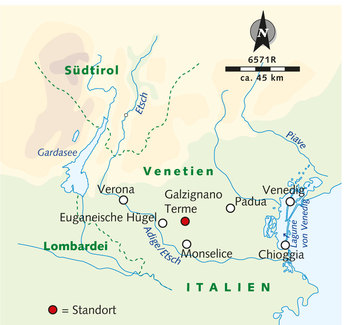 N
6571R
ca. 45 km
Südtirol
Etsch
Piave
Gardasee
Venetien
Verona
Galzignano
Terme
Padua
Venedig
Euganeische Hügel
Adige/Etsch
Lagune
von Venedig
Lombardei
Monselice
Chioggia
ITALIEN
= Standort